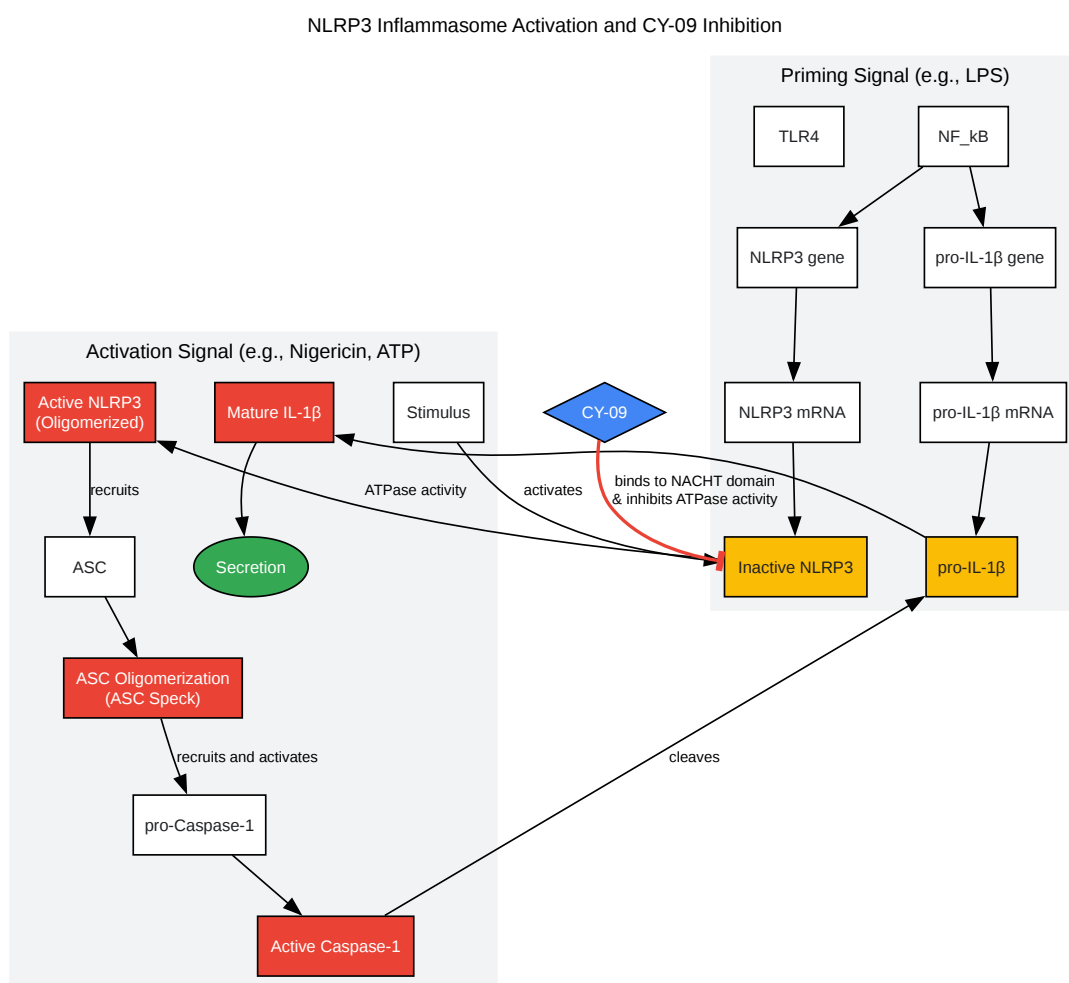 NLRP3 Inflammasome Activation and CY-09 Inhibition
Priming Signal (e.g., LPS)
TLR4
NF_kB
NLRP3 gene
pro-IL-1β gene
Activation Signal (e.g., Nigericin, ATP)
Active NLRP3
(Oligomerized)
Mature IL-1β
Stimulus
CY-09
NLRP3 mRNA
pro-IL-1β mRNA
recruits
ATPase activity
activates
binds to NACHT domain
& inhibits ATPase activity
ASC
Secretion
Inactive NLRP3
pro-IL-1β
ASC Oligomerization
(ASC Speck)
recruits and activates
cleaves
pro-Caspase-1
Active Caspase-1